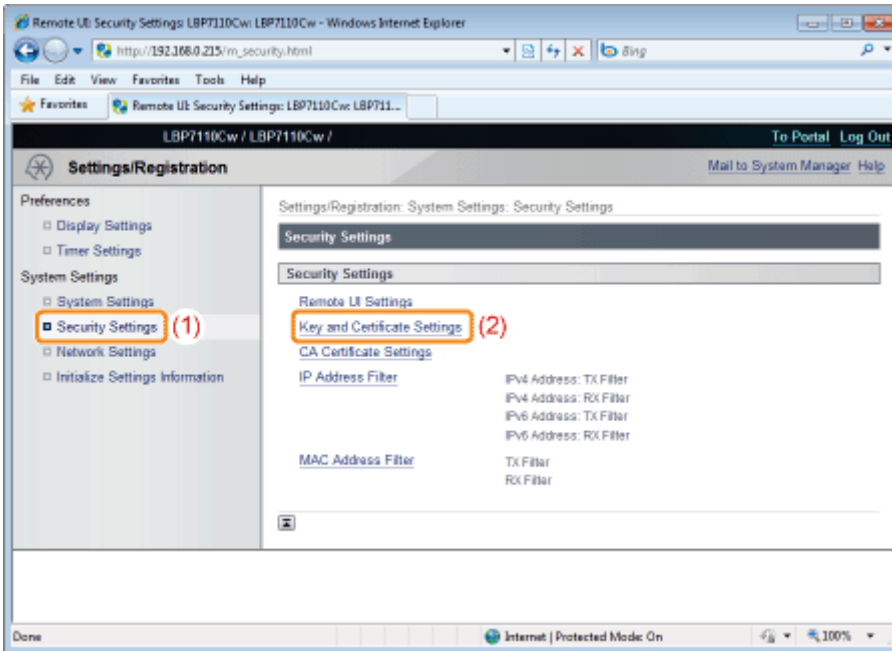 Remote UI: Security Settings: LBP7110Cw: LBP7110Cw - Windows Internet Explorer
http://192.168.0.215/m_security.html
Bing
File Edit View Favorites Tools Help
Favorites
Remote UI: Security Settings: LBP7110Cw: LBP711...
LBP7110Cw / LBP7110Cw /
To Portal Log Out
Settings/Registration
Mail to System Manager Help
Preferences
Display Settings
Timer Settings
System Settings
System Settings
Security Settings (1)
Network Settings
Initialize Settings Information
Settings/Registration: System Settings: Security Settings
Security Settings
Security Settings
Remote UI Settings
Key and Certificate Settings (2)
CA Certificate Settings
IP Address Filter
IPv4 Address: TX Filter
IPv4 Address: RX Filter
IPv6 Address: TX Filter
IPv6 Address: RX Filter
MAC Address Filter
TX Filter
RX Filter
Done
Internet | Protected Mode: On
100%